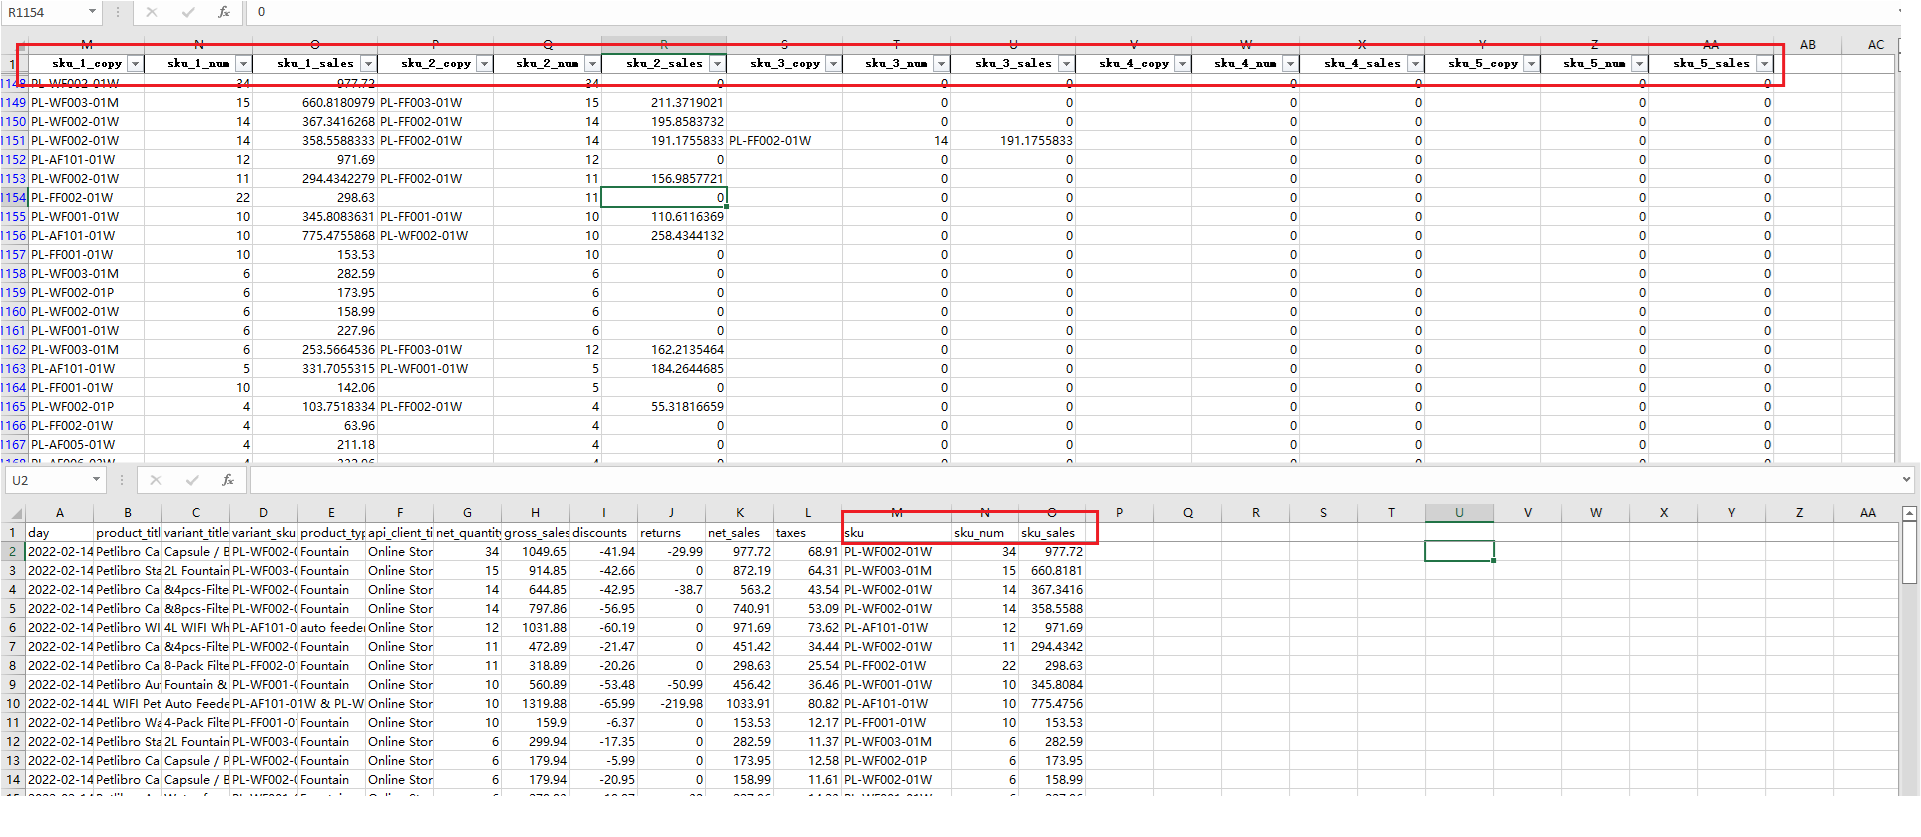 R1154 fx 0
M N O P Q R S T U V W X Y Z AA AB AC
1 sku_1_copy sku_1_num sku_1_sales sku_2_copy sku_2_num sku_2_sales sku_3_copy sku_3_num sku_3_sales sku_4_copy sku_4_num sku_4_sales sku_5_copy sku_5_num sku_5_sales
1148 PL-WF002-01W 34 977.72 34 0 0 0 0 0 0 0
1149 PL-WF003-01M 15 660.8180979 PL-FF003-01W 15 211.3719021 0 0 0 0 0 0
1150 PL-WF002-01W 14 367.3416268 PL-FF002-01W 14 195.8583732 0 0 0 0 0 0
1151 PL-WF002-01W 14 358.5588333 PL-FF002-01W 14 191.1755833 PL-FF002-01W 14 191.1755833 0 0 0 0
1152 PL-AF101-01W 12 971.69 12 0 0 0 0 0 0 0
1153 PL-WF002-01W 11 294.4342279 PL-FF002-01W 11 156.9857721 0 0 0 0 0 0
1154 PL-FF002-01W 22 298.63 11 0 0 0 0 0 0 0
1155 PL-WF001-01W 10 345.8083631 PL-FF001-01W 10 110.6116369 0 0 0 0 0 0
1156 PL-AF101-01W 10 775.4755868 PL-WF002-01W 10 258.4344132 0 0 0 0 0 0
1157 PL-FF001-01W 10 153.53 10 0 0 0 0 0 0 0
1158 PL-WF003-01M 6 282.59 6 0 0 0 0 0 0 0
1159 PL-WF002-01P 6 173.95 6 0 0 0 0 0 0 0
1160 PL-WF002-01W 6 158.99 6 0 0 0 0 0 0 0
1161 PL-WF001-01W 6 227.96 6 0 0 0 0 0 0 0
1162 PL-WF003-01M 6 253.5664536 PL-FF003-01W 12 162.2135464 0 0 0 0 0 0
1163 PL-AF101-01W 5 331.7055315 PL-WF001-01W 5 184.2644685 0 0 0 0 0 0
1164 PL-FF001-01W 10 142.06 5 0 0 0 0 0 0 0
1165 PL-WF002-01P 4 103.7518334 PL-FF002-01W 4 55.31816659 0 0 0 0 0 0
1166 PL-FF002-01W 4 63.96 4 0 0 0 0 0 0 0
1167 PL-AF005-01W 4 211.18 4 0 0 0 0 0 0 0
U2 fx
A B C D E F G H I J K L M N O P Q R S T U V W X Y Z AA
1 day product_titl variant_title variant_sku product_typ api_client_ti net_quantity gross_sales discounts returns net_sales taxes sku sku_num sku_sales
2 2022-02-14 Petlibro Ca Capsule / B PL-WF002-0 Fountain Online Stor 34 1049.65 -41.94 -29.99 977.72 68.91 PL-WF002-01W 34 977.72
3 2022-02-14 Petlibro Sta 2L Fountain PL-WF003-0 Fountain Online Stor 15 914.85 -42.66 0 872.19 64.31 PL-WF003-01M 15 660.8181
4 2022-02-14 Petlibro Ca &4pcs-Filte PL-WF002-0 Fountain Online Stor 14 644.85 -42.95 -38.7 563.2 43.54 PL-WF002-01W 14 367.3416
5 2022-02-14 Petlibro Ca &8pcs-Filte PL-WF002-0 Fountain Online Stor 14 797.86 -56.95 0 740.91 53.09 PL-WF002-01W 14 358.5588
6 2022-02-14 Petlibro WI 4L WIFI Wh PL-AF101-0 auto feeder Online Stor 12 1031.88 -60.19 0 971.69 73.62 PL-AF101-01W 12 971.69
7 2022-02-14 Petlibro Ca &4pcs-Filte PL-WF002-0 Fountain Online Stor 11 472.89 -21.47 0 451.42 34.44 PL-WF002-01W 11 294.4342
8 2022-02-14 Petlibro Ca 8-Pack Filte PL-FF002-01 Fountain Online Stor 11 318.89 -20.26 0 298.63 25.54 PL-FF002-01W 22 298.63
9 2022-02-14 Petlibro Au Fountain & PL-WF001-0 Fountain Online Stor 10 560.89 -53.48 -50.99 456.42 36.46 PL-WF001-01W 10 345.8084
10 2022-02-14 4L WIFI Pet Auto Feede PL-AF101-01W & PL-W Online Stor 10 1319.88 -65.99 -219.98 1033.91 80.82 PL-AF101-01W 10 775.4756
11 2022-02-14 Petlibro Wa 4-Pack Filte PL-FF001-01 Fountain Online Stor 10 159.9 -6.37 0 153.53 12.17 PL-FF001-01W 10 153.53
12 2022-02-14 Petlibro Sta 2L Fountain PL-WF003-0 Fountain Online Stor 6 299.94 -17.35 0 282.59 11.37 PL-WF003-01M 6 282.59
13 2022-02-14 Petlibro Ca Capsule / P PL-WF002-0 Fountain Online Stor 6 179.94 -5.99 0 173.95 12.58 PL-WF002-01P 6 173.95
14 2022-02-14 Petlibro Ca Capsule / B PL-WF002-0 Fountain Online Stor 6 179.94 -20.95 0 158.99 11.61 PL-WF002-01W 6 158.99